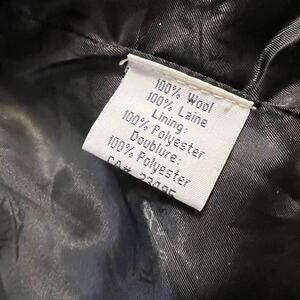 100% Wool
100% Laine
Lining:
100% Polyester
Doublure:
100% Polyester
CA#